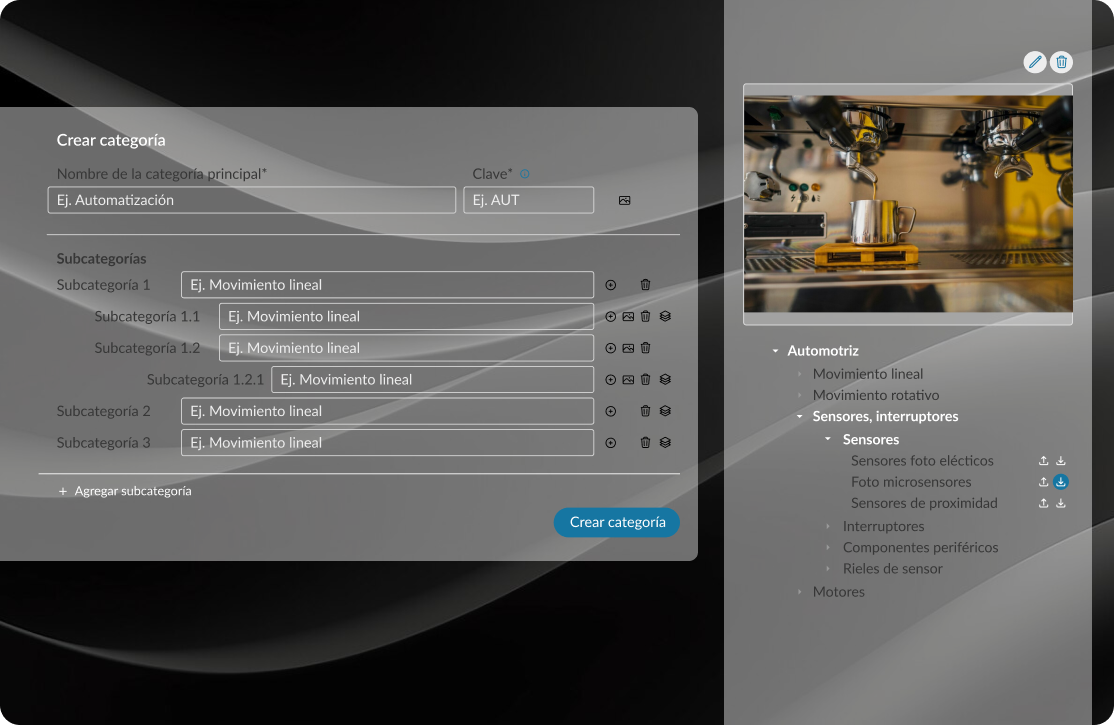 Crear categoría
Nombre de la categoría principal*
Clave*
Ej. Automatización
Ej. AUT
Subcategorías
Subcategoría 1
Ej. Movimiento lineal
Subcategoría 1.1
Ej. Movimiento lineal
Subcategoría 1.2
Ej. Movimiento lineal
Subcategoría 1.2.1
Ej. Movimiento lineal
Subcategoría 2
Ej. Movimiento lineal
Subcategoría 3
Ej. Movimiento lineal
+ Agregar subcategoría
Crear categoría
Automotriz
Movimiento lineal
Movimiento rotativo
Sensores, interruptores
Sensores
Sensores foto elécticos
Foto microsensores
Sensores de proximidad
Interruptores
Componentes periféricos
Rieles de sensor
Motores